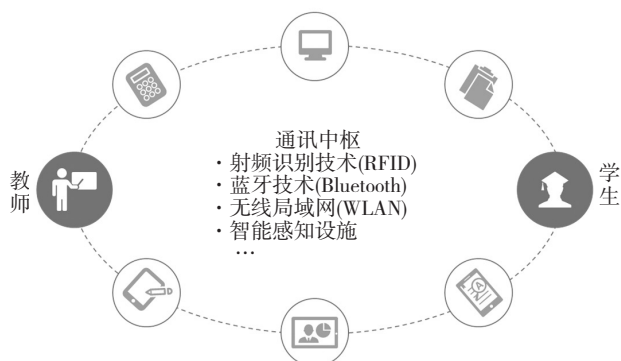 通讯中枢
· 射频识别技术(RFID)
· 蓝牙技术(Bluetooth)
· 无线局域网(WLAN)
· 智能感知设施
…
教师
学生